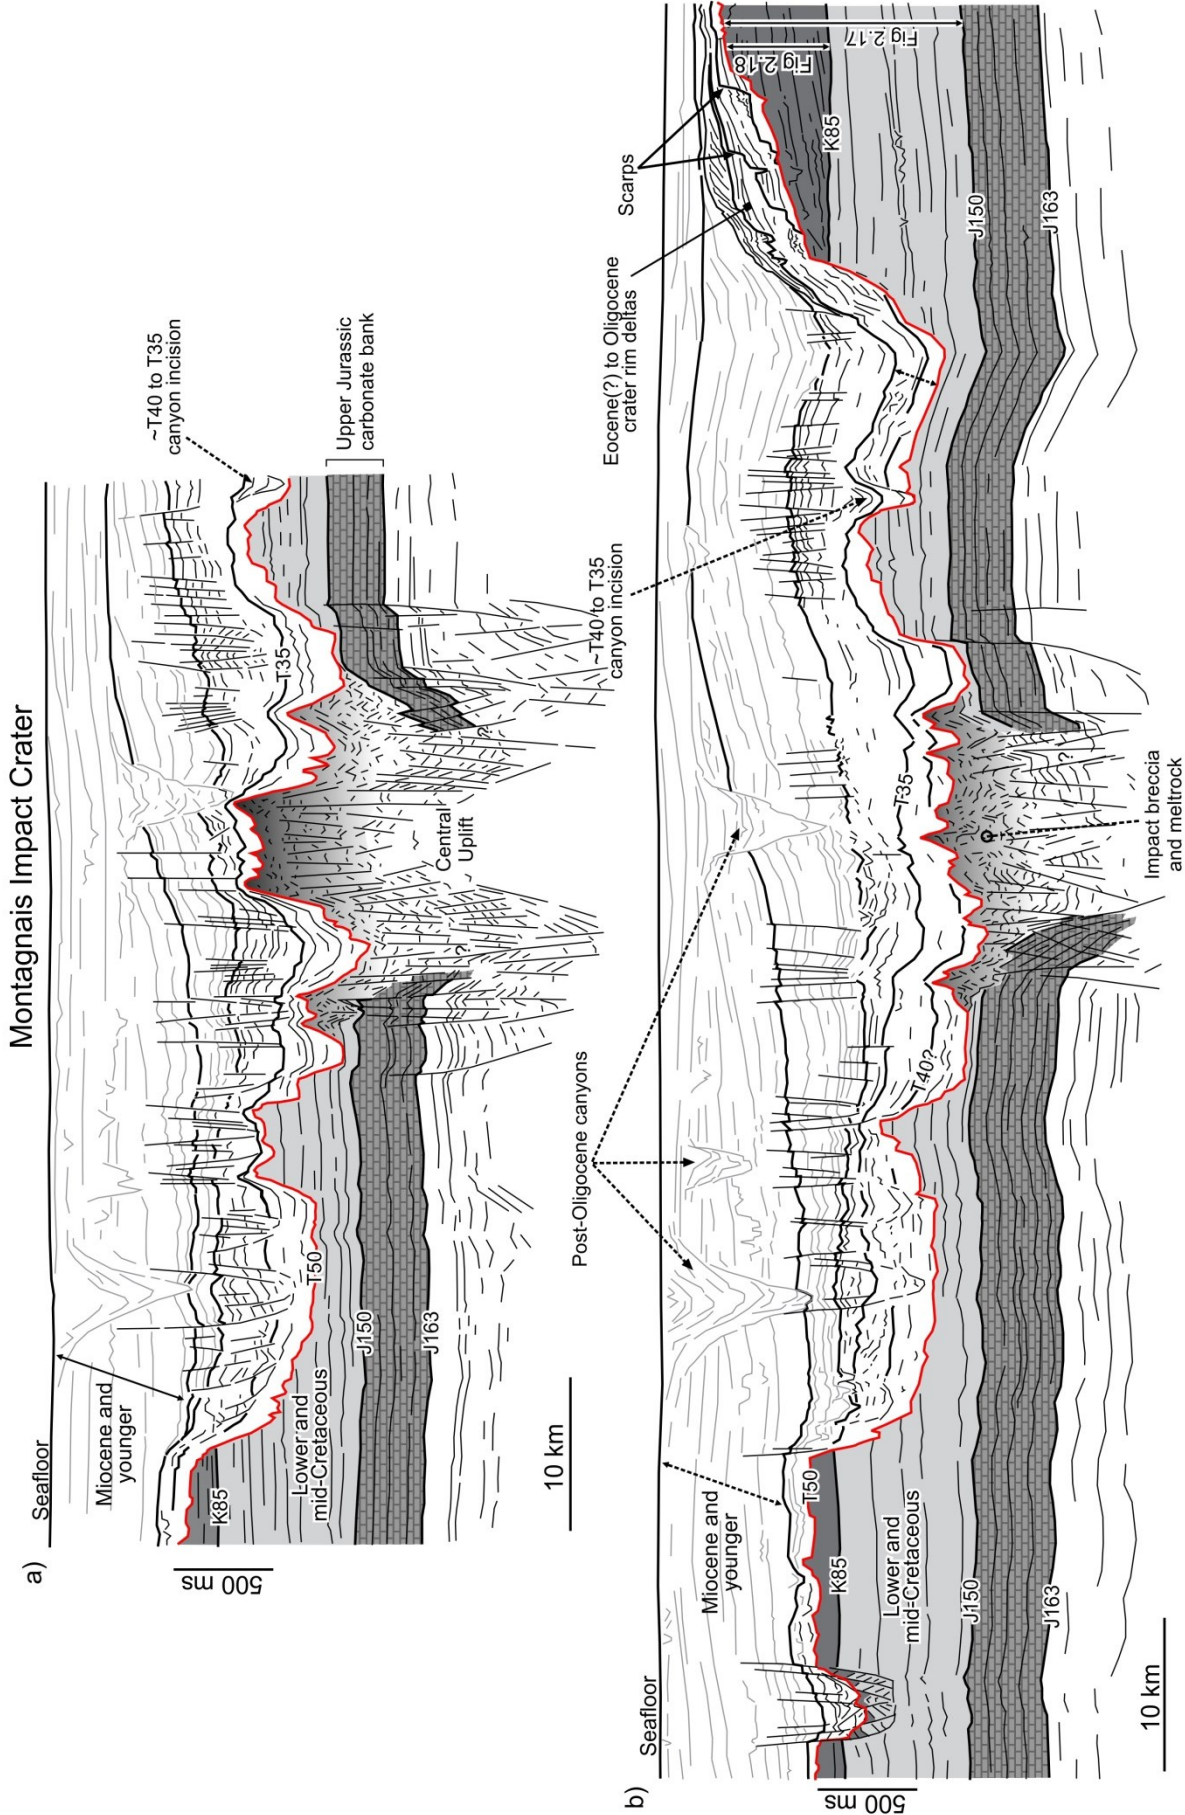 Montagnais Impact Crater
a)
Seafloor
Miocene and
younger
K85
Lower and
mid-Cretaceous
T50
J150
J163
T35
Central
Uplift
?
?
~T40 to T35
canyon incision
Upper Jurassic
carbonate bank
500 ms
10 km
b)
Seafloor
Miocene and
younger
T50
K85
Lower and
mid-Cretaceous
J150
J163
Post-Oligocene canyons
T40?
T35
~T40 to T35
canyon incision
Impact breccia
and meltrock
?
Eocene(?) to Oligocene
crater rim deltas
Scarps
K85
J150
J163
Fig 2.18
Fig 2.17
500 ms
10 km